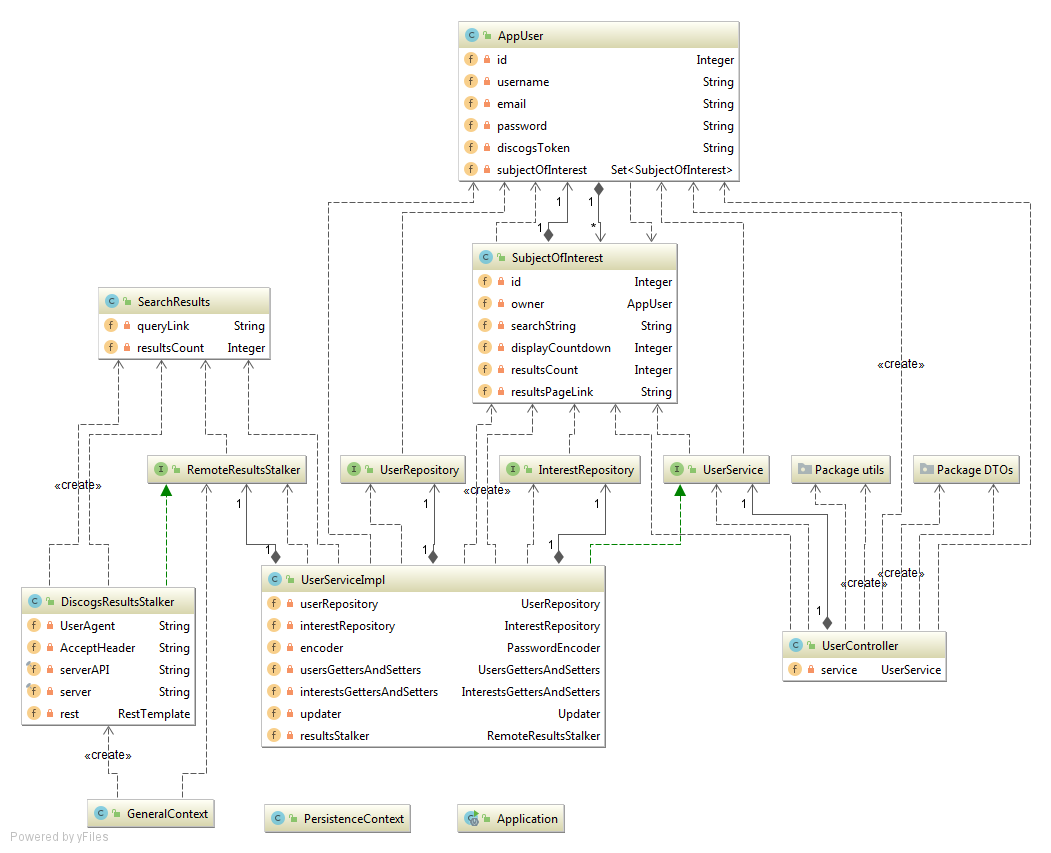 AppUser
id Integer
username String
email String
password String
discogsToken String
subjectOfInterest Set<SubjectOfInterest>
1 1
1 *
SubjectOfInterest
id Integer
owner AppUser
searchString String
displayCountdown Integer
resultsCount Integer
resultsPageLink String
SearchResults
queryLink String
resultsCount Integer
«create»
RemoteResultsStalker
UserRepository
InterestRepository
UserService
Package utils
Package DTOs
«create»
«create»
1 1 1 1
1 1 1
«create»
«create»
1
DiscogsResultsStalker
UserAgent String
AcceptHeader String
serverAPI String
server String
rest RestTemplate
UserServiceImpl
userRepository UserRepository
interestRepository InterestRepository
encoder PasswordEncoder
usersGettersAndSetters UsersGettersAndSetters
interestsGettersAndSetters InterestsGettersAndSetters
updater Updater
resultsStalker RemoteResultsStalker
UserController
service UserService
«create»
GeneralContext
PersistenceContext
Application
Powered by yFiles